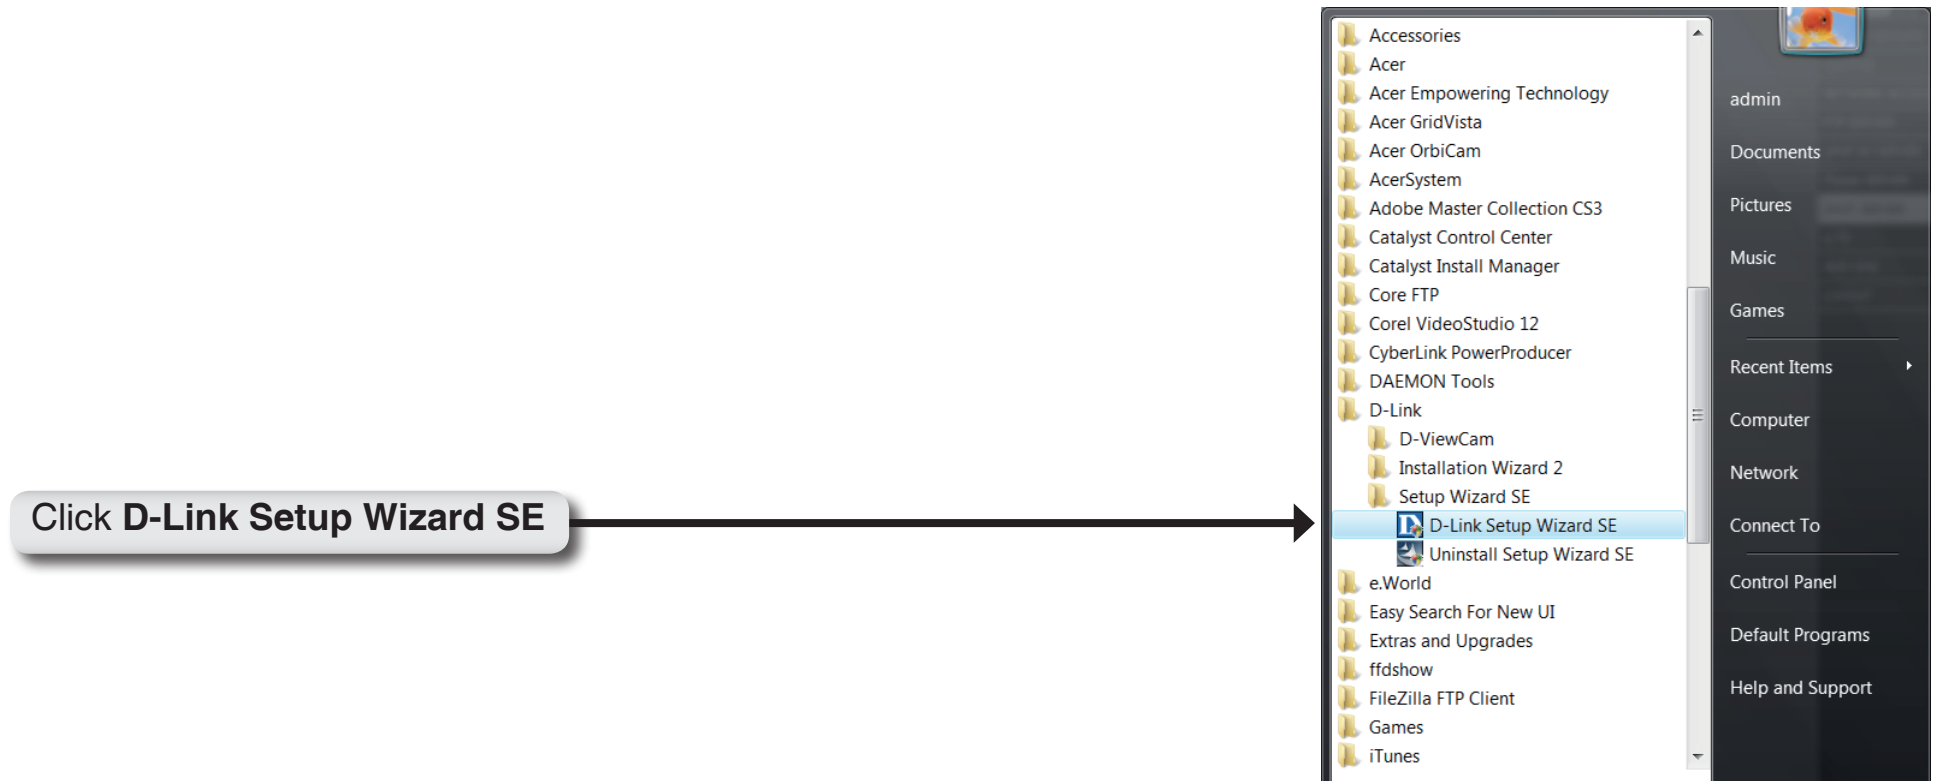 Click D-Link Setup Wizard SE
Accessories
Acer
Acer Empowering Technology
Acer GridVista
Acer OrbiCam
AcerSystem
Adobe Master Collection CS3
Catalyst Control Center
Catalyst Install Manager
Core FTP
Corel VideoStudio 12
CyberLink PowerProducer
DAEMON Tools
D-Link
D-ViewCam
Installation Wizard 2
Setup Wizard SE
D-Link Setup Wizard SE
Uninstall Setup Wizard SE
e.World
Easy Search For New UI
Extras and Upgrades
ffdshow
FileZilla FTP Client
Games
iTunes
admin
Documents
Pictures
Music
Games
Recent Items
Computer
Network
Connect To
Control Panel
Default Programs
Help and Support